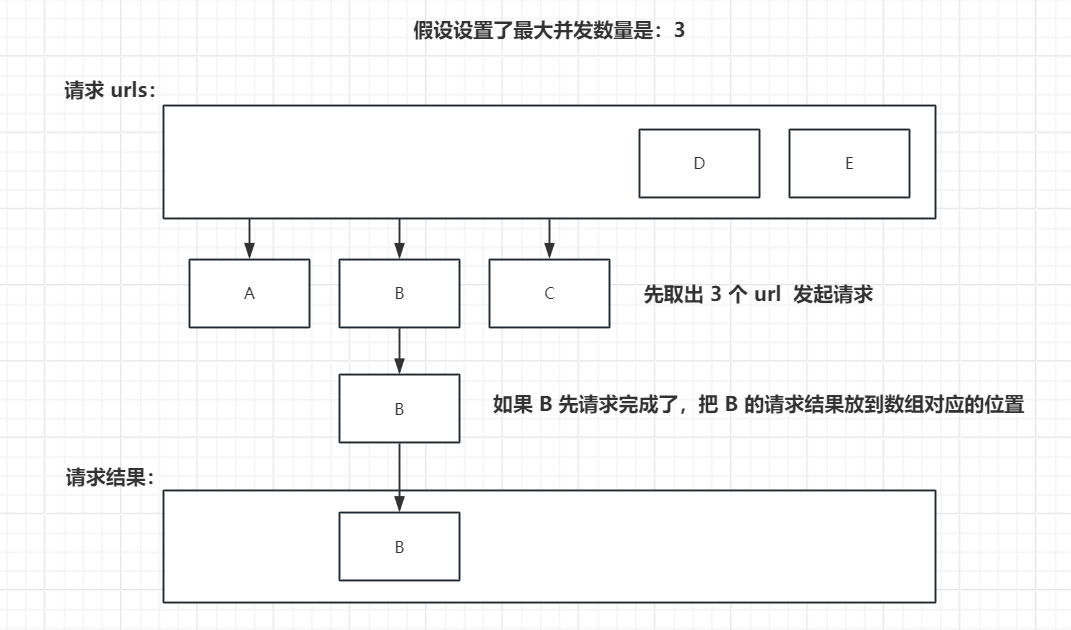 假设设置了最大并发数量是：3
请求 urls：
D
E
A
B
C
先取出 3 个 url  发起请求
B
如果 B 先请求完成了，把 B 的请求结果放到数组对应的位置
请求结果：
B